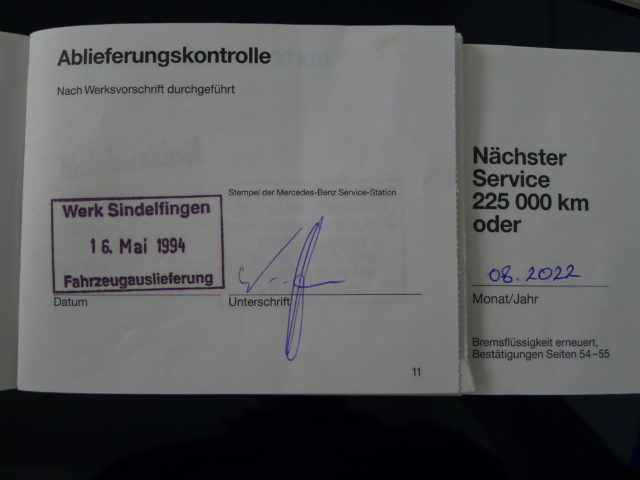 Ablieferungskontrolle
Nach Werksvorschrift durchgeführt
Stempel der Mercedes-Benz Service-Station
Werk Sindelfingen
16. Mai 1994
Fahrzeugauslieferung
Datum
Unterschrift
11
Nächster
Service
225 000 km
oder
08.2022
Monat/Jahr
Bremsflüssigkeit erneuert,
Bestätigungen Seiten 54–55